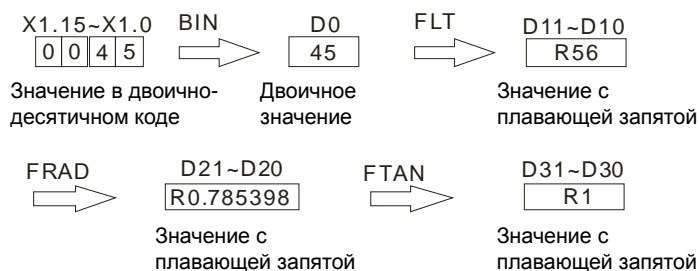 X1.15~X1.0 BIN D0 FLT D11~D10
0 0 4 5 45 R56
Значение в двоично- Двоичное Значение с
десятичном коде значение плавающей запятой
FRAD D21~D20 FTAN D31~D30
R0.785398 R1
Значение с Значение с
плавающей запятой плавающей запятой